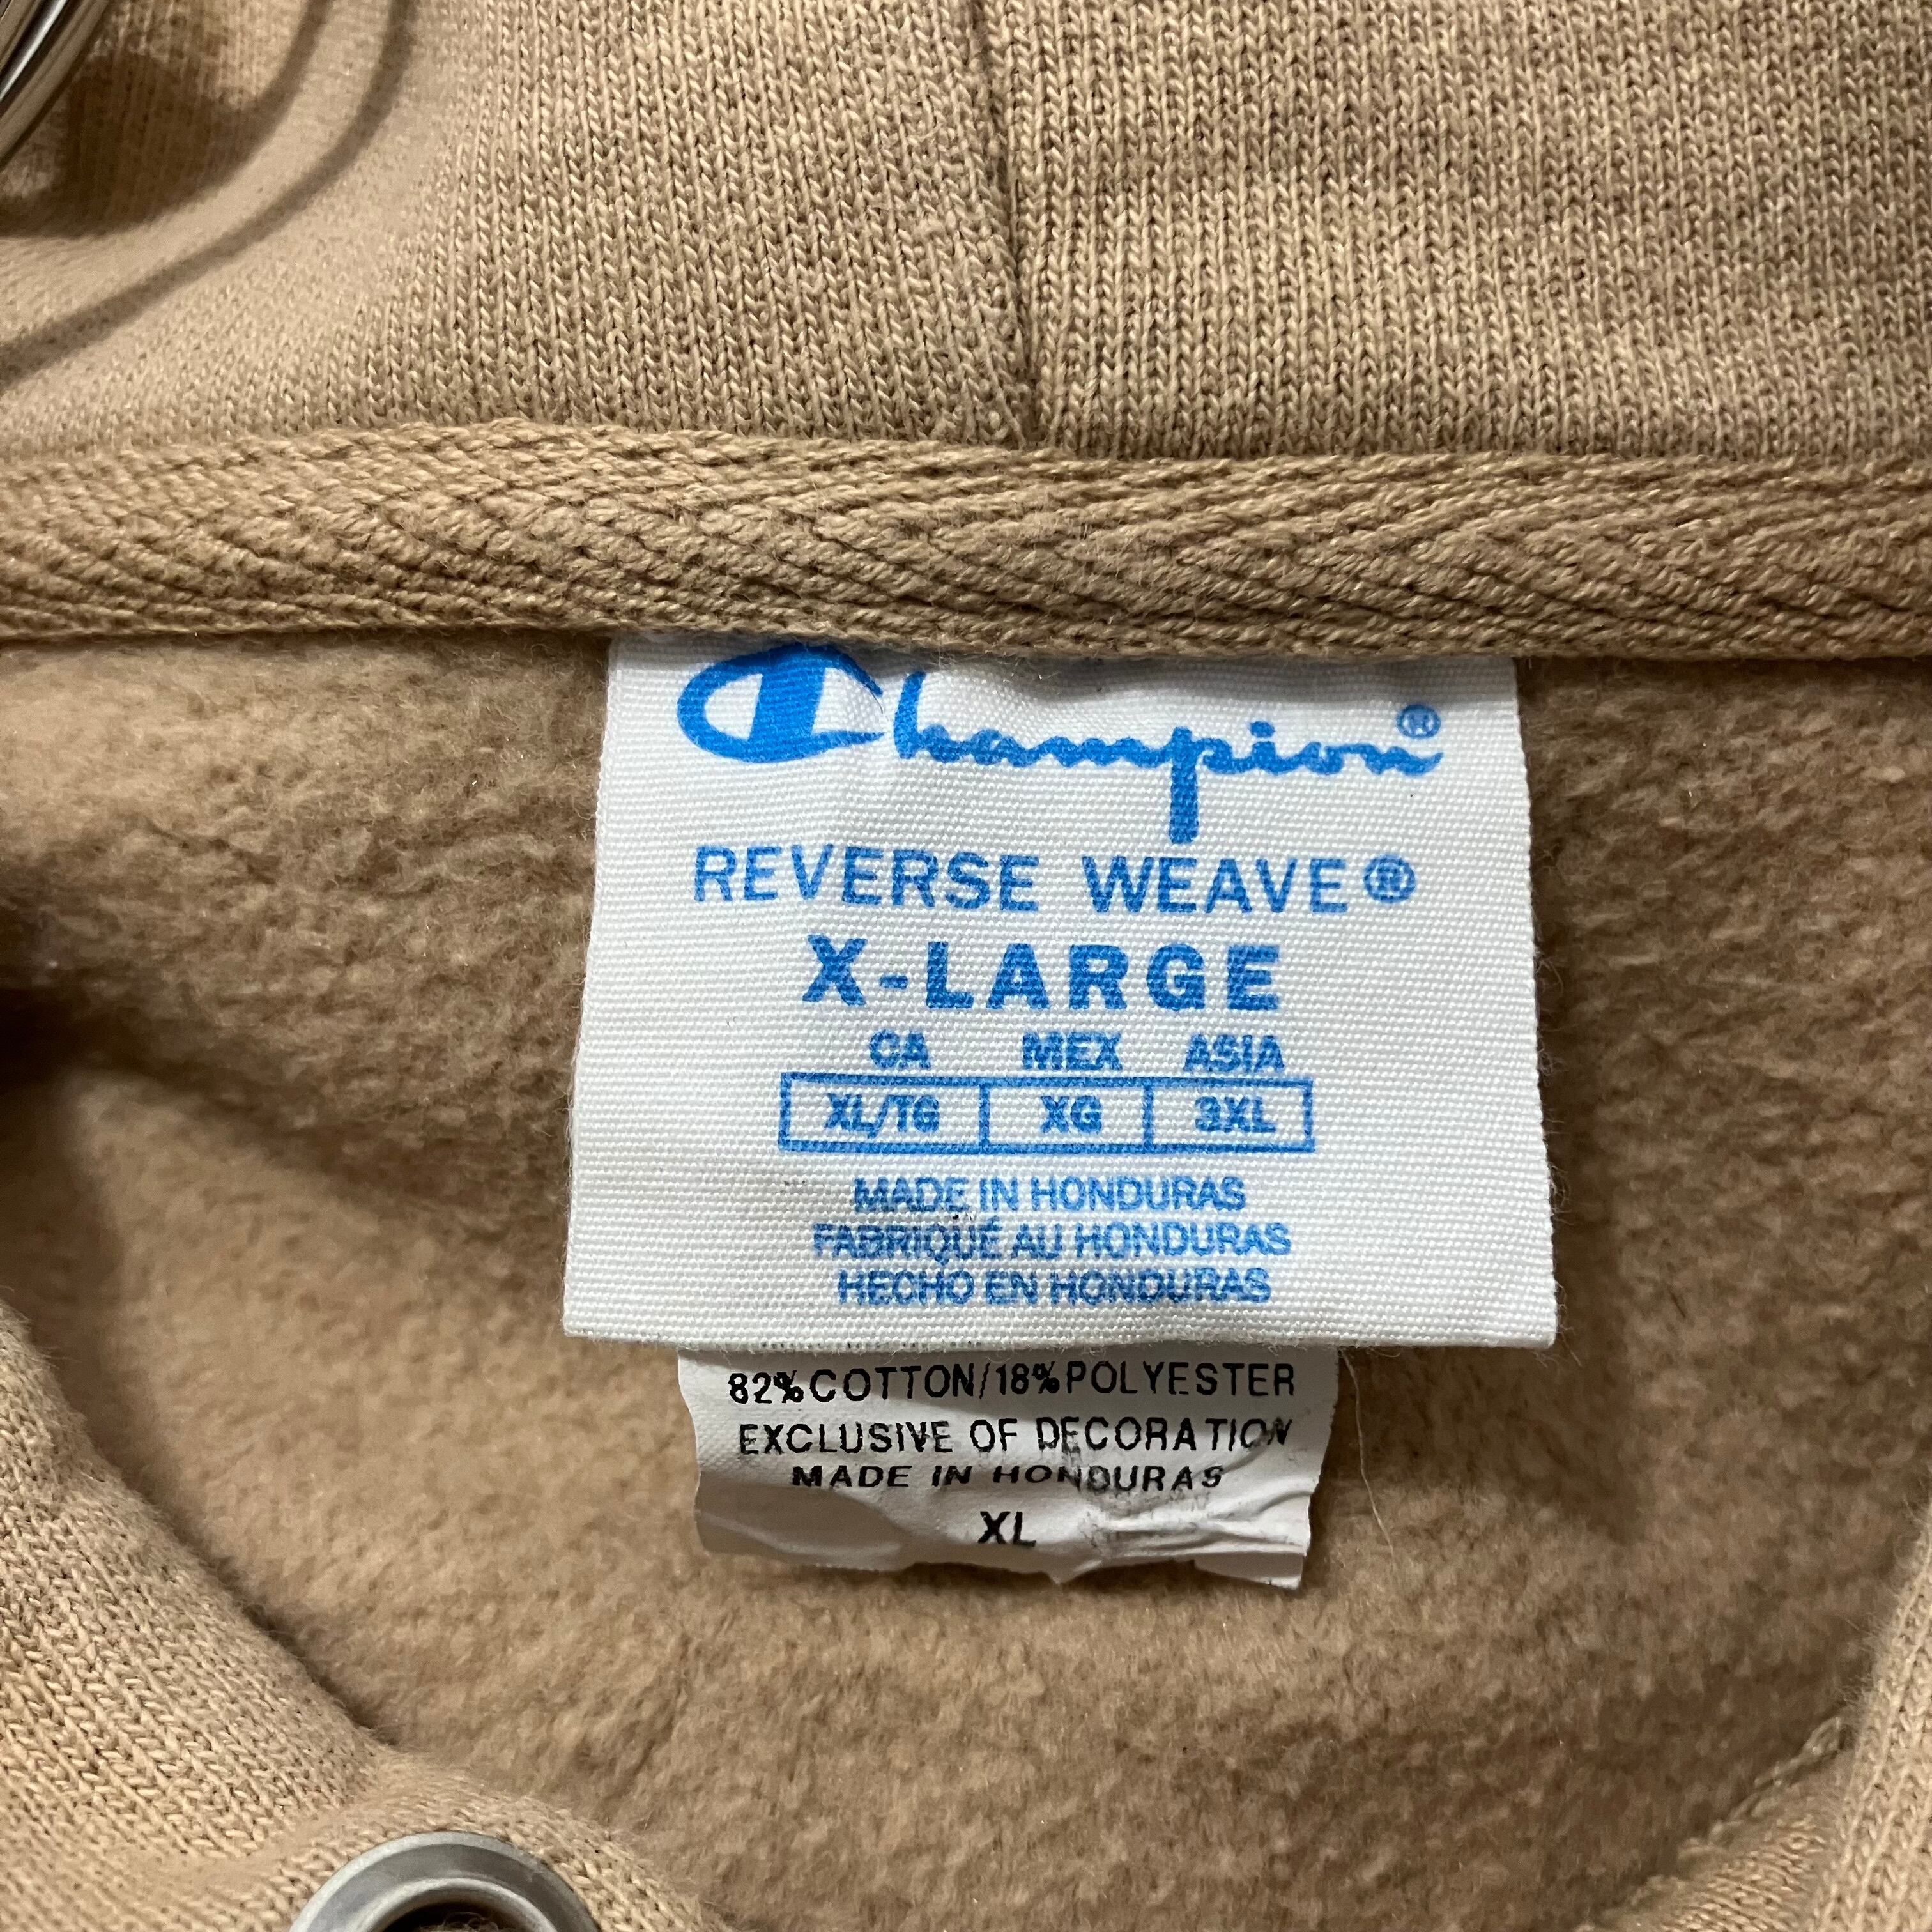 Champion®
REVERSE WEAVE®
X-LARGE
CA MEX ASIA
XL/TG XG 3XL
MADE IN HONDURAS
FABRIQUÉ AU HONDURAS
HECHO EN HONDURAS
82% COTTON/18% POLYESTER
EXCLUSIVE OF DECORATION
MADE IN HONDURAS
XL